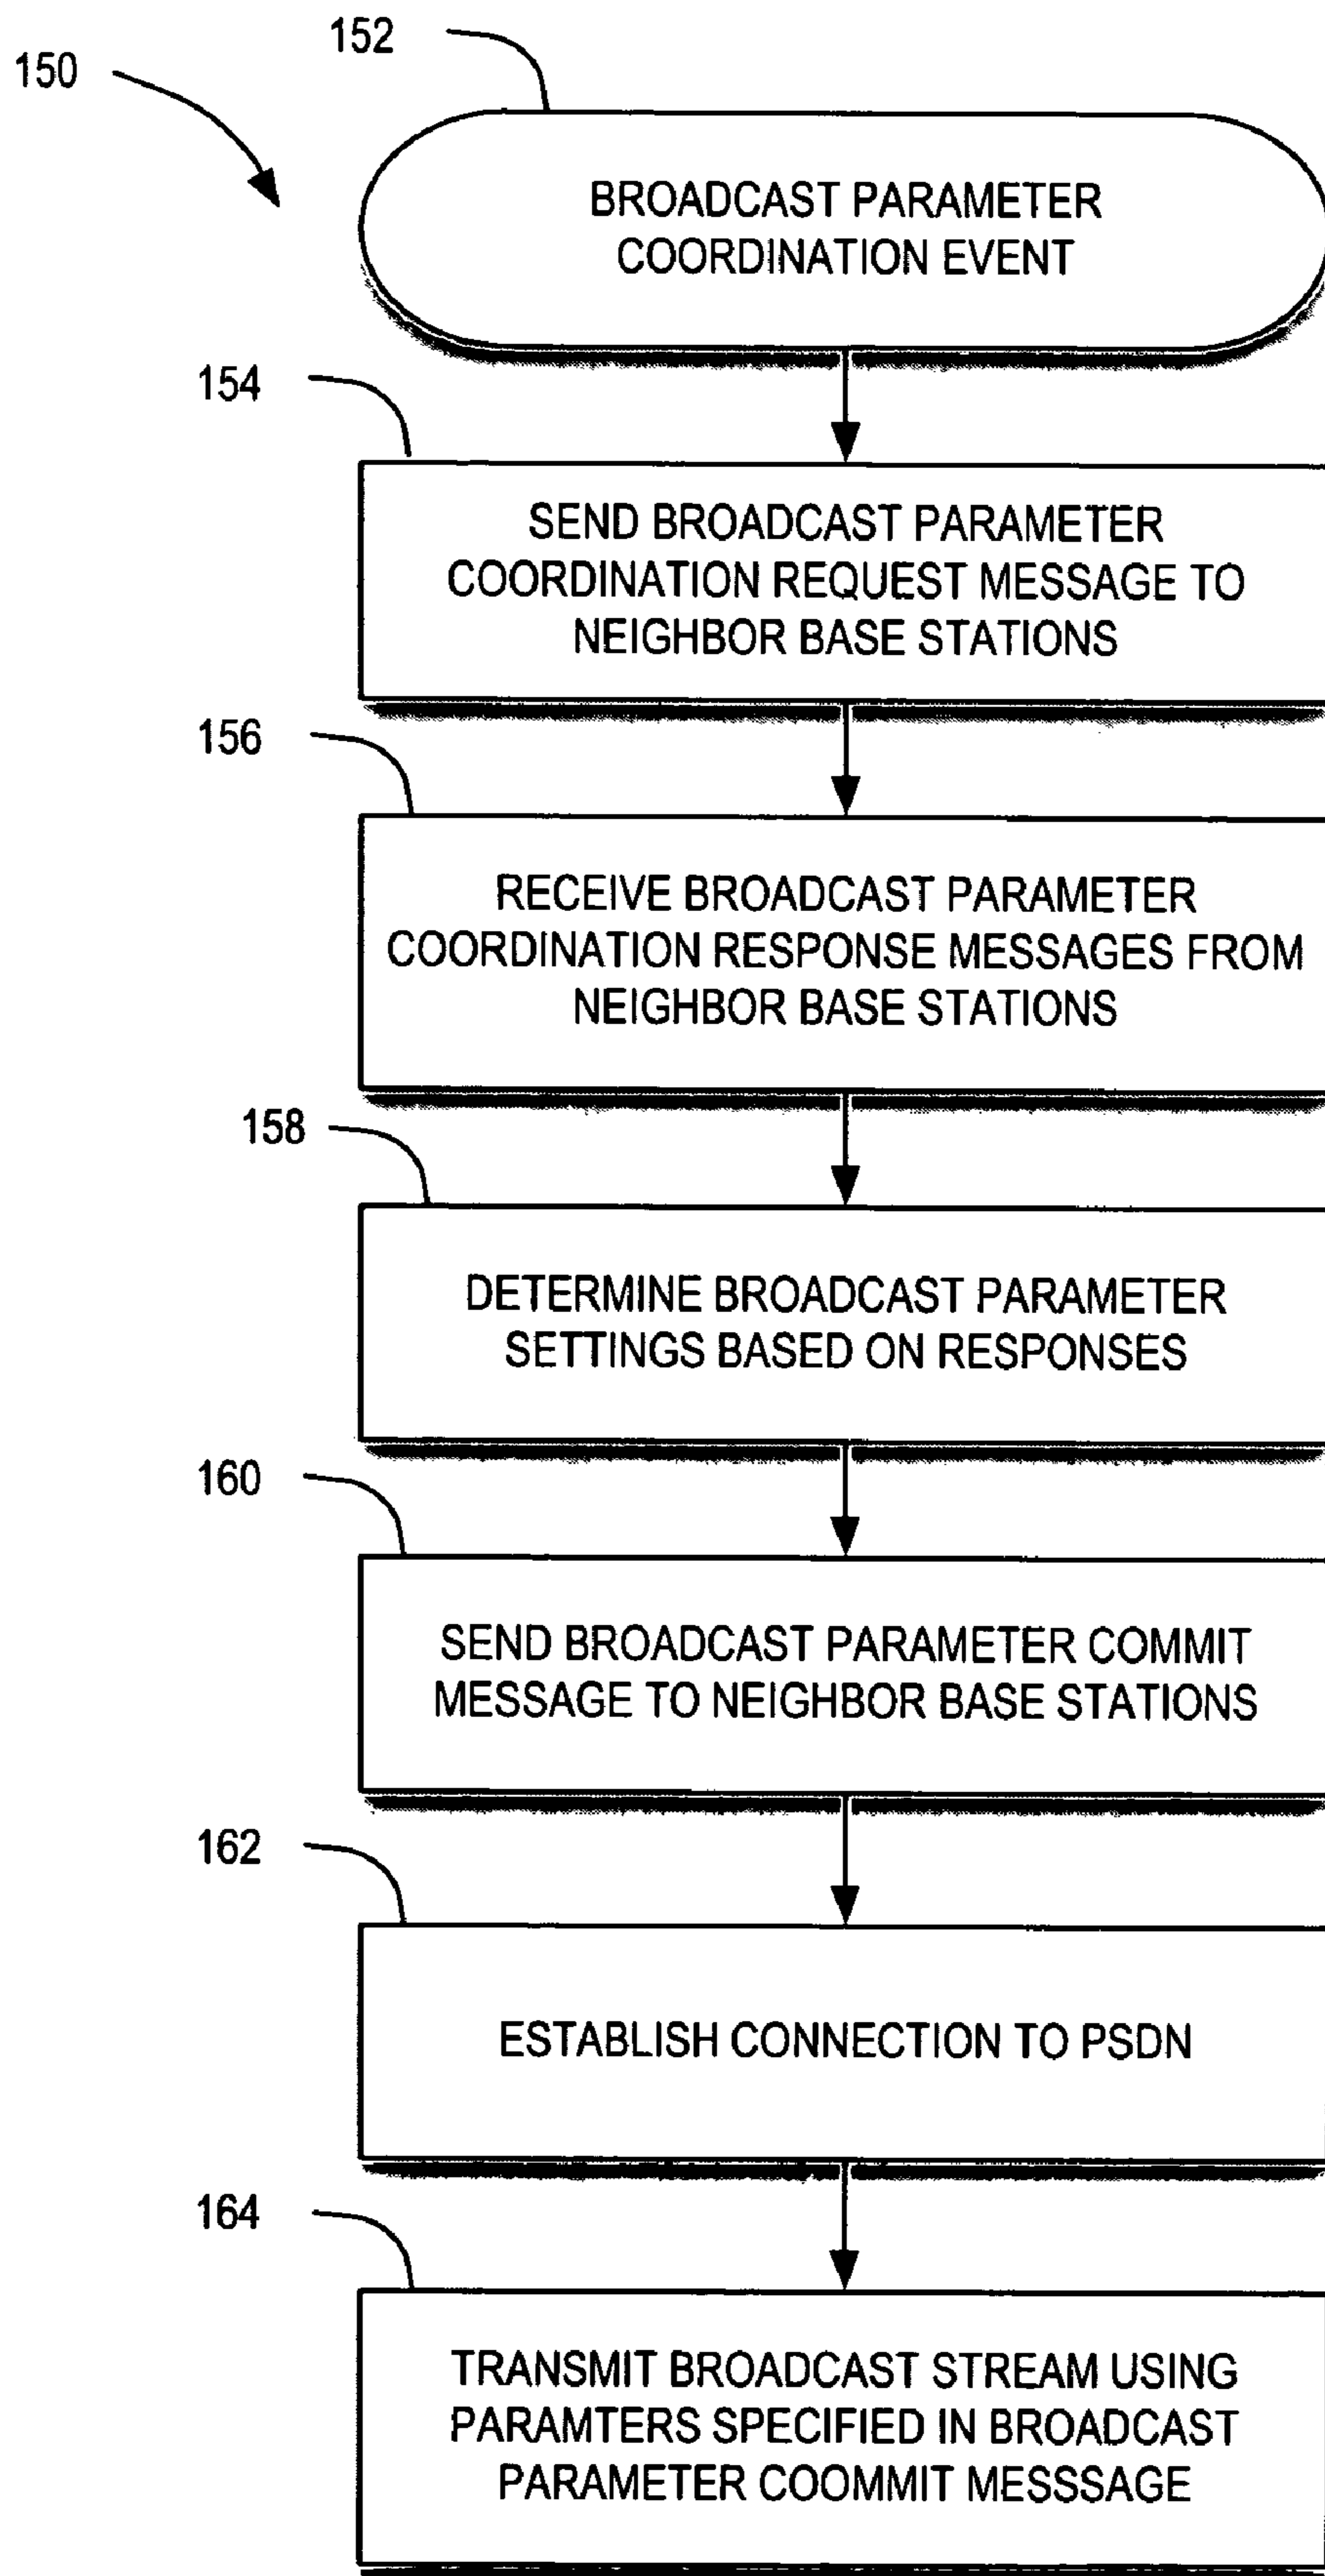 152
150
BROADCAST PARAMETER
COORDINATION EVENT
154
SEND BROADCAST PARAMETER
COORDINATION REQUEST MESSAGE TO
NEIGHBOR BASE STATIONS
156
RECEIVE BROADCAST PARAMETER
COORDINATION RESPONSE MESSAGES FROM
NEIGHBOR BASE STATIONS
158
DETERMINE BROADCAST PARAMETER
SETTINGS BASED ON RESPONSES
160
SEND BROADCAST PARAMETER COMMIT
MESSAGE TO NEIGHBOR BASE STATIONS
162
ESTABLISH CONNECTION TO PSDN
164
TRANSMIT BROADCAST STREAM USING
PARAMTERS SPECIFIED IN BROADCAST
PARAMETER COOMMIT MESSSAGE